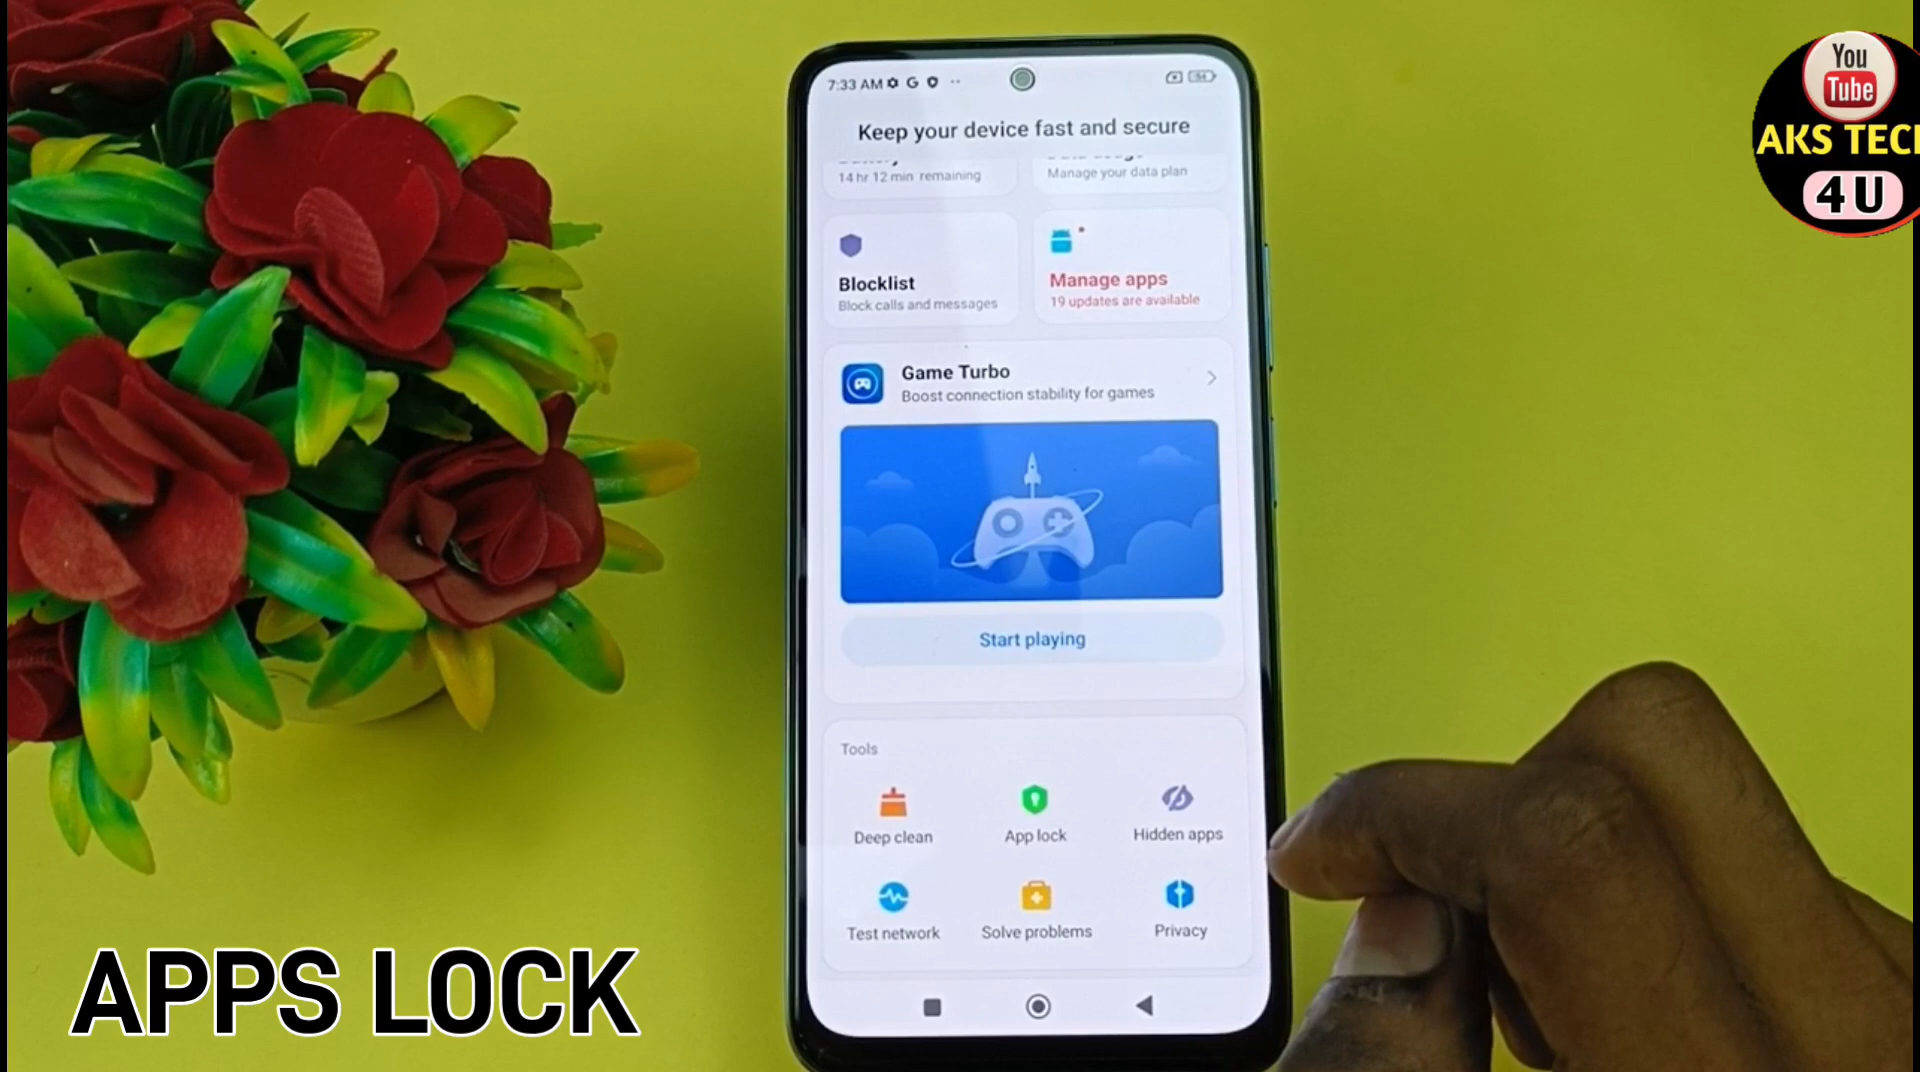 7:33 AM
54
Keep your device fast and secure
14 hr 12 min remaining
Manage your data plan
Blocklist
Block calls and messages
Manage apps
19 updates are available
Game Turbo
Boost connection stability for games
Start playing
Tools
Deep clean
App lock
Hidden apps
Test network
Solve problems
Privacy
APPS LOCK
You
Tube
AKS TECH
4U